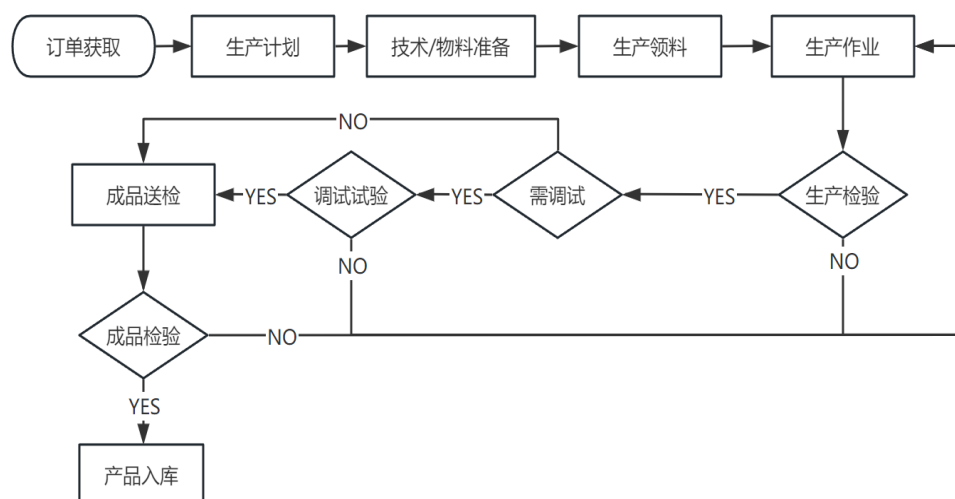 订单获取
生产计划
技术/物料准备
生产领料
生产作业
NO
成品送检
YES
调试试验
YES
需调试
YES
生产检验
NO
NO
成品检验
NO
YES
产品入库